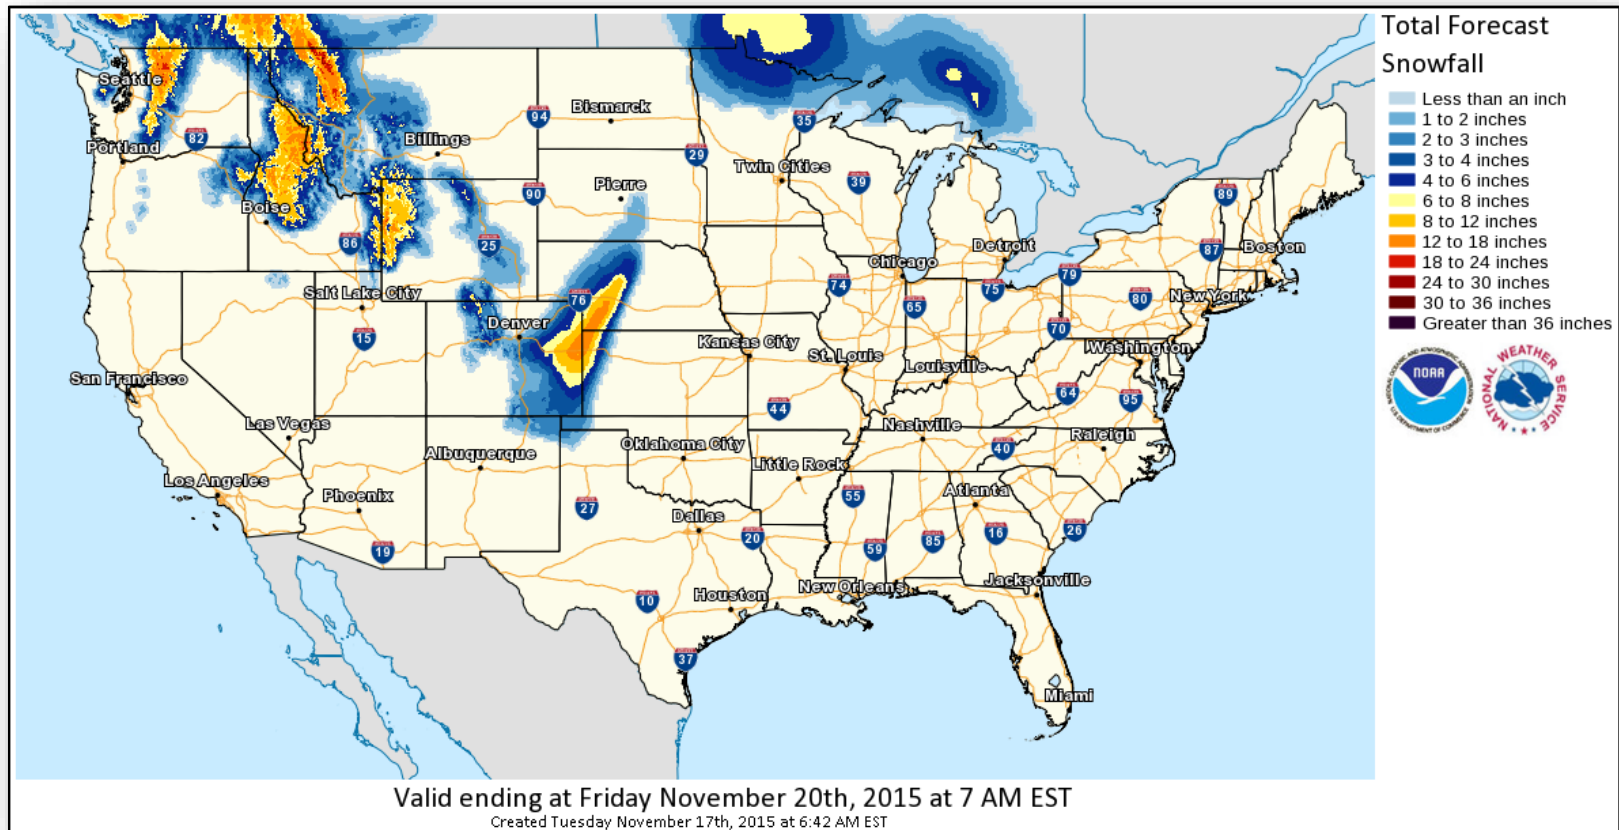 Total Forecast
Snowfall
Less than an inch
1 to 2 inches
2 to 3 inches
3 to 4 inches
4 to 6 inches
6 to 8 inches
8 to 12 inches
12 to 18 inches
18 to 24 inches
24 to 30 inches
30 to 36 inches
Greater than 36 inches
NOAA
NATIONAL WEATHER SERVICE
Seattle
82
Portland
Billings
94
Bismarck
35
29
Twin Cities
39
90
Pierre
Boise
86
25
89
87
Boston
Detroit
Chicago
79
74
75
65
80
New York
Salt Lake City
76
Denver
15
70
Kansas City
St. Louis
Washington
Louisville
San Francisco
64
95
44
Las Vegas
Nashville
Raleigh
Albuquerque
Oklahoma City
40
Little Rock
Los Angeles
Phoenix
Atlanta
55
27
Dallas
20
16
26
19
59
85
Jacksonville
New Orleans
Houston
10
37
Miami
Valid ending at Friday November 20th, 2015 at 7 AM EST
Created Tuesday November 17th, 2015 at 6:42 AM EST